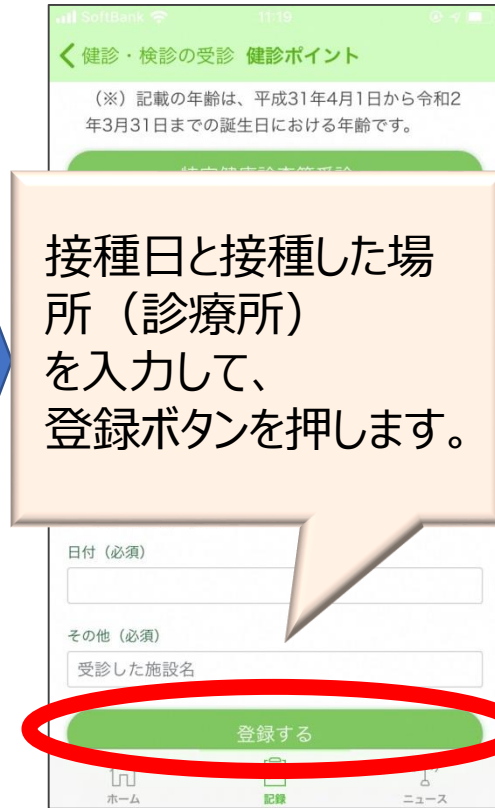 SoftBank 11:19
健診・検診の受診 健診ポイント
（※）記載の年齢は、平成31年4月1日から令和2
年3月31日までの誕生日における年齢です。
接種日と接種した場
所（診療所）
を入力して、
登録ボタンを押します。
日付（必須）
その他（必須）
受診した施設名
登録する
ホーム 記録 ニュース